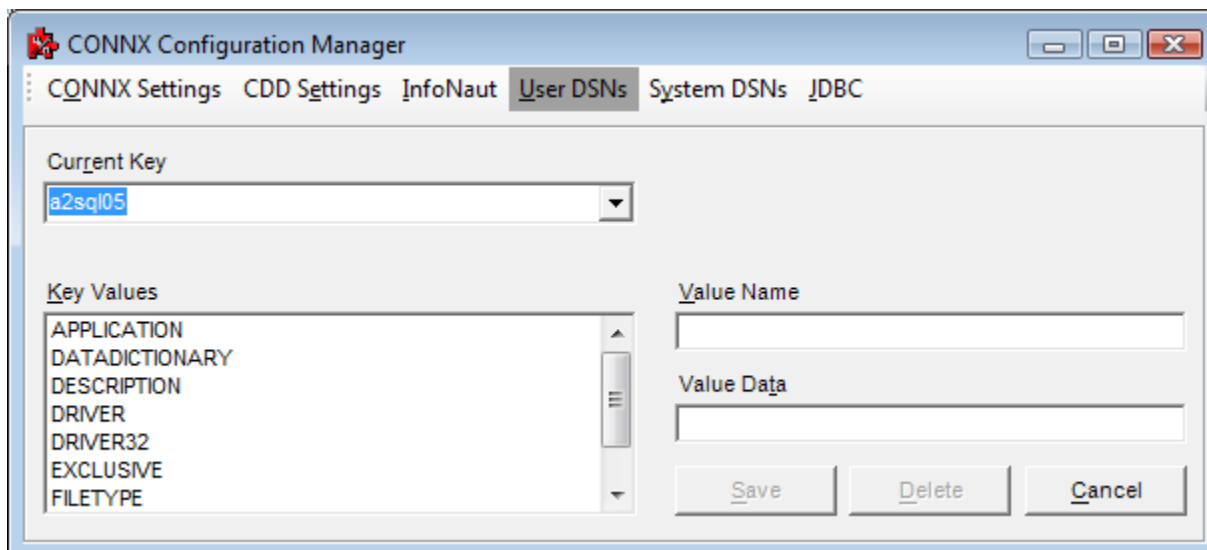 CONNX Configuration Manager
CONNX Settings CDD Settings InfoNaut User DSNs System DSNs JDBC
Current Key
a2sql05
Key Values
APPLICATION
DATADICTIONARY
DESCRIPTION
DRIVER
DRIVER32
EXCLUSIVE
FILETYPE
Value Name
Value Data
Save Delete Cancel